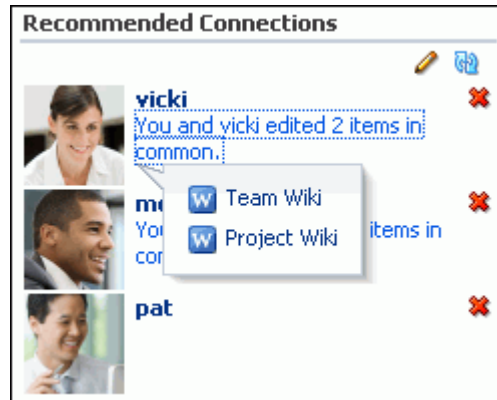 Recommended Connections
vicki
You and vicki edited 2 items in
common.
Team Wiki
Project Wiki
items in
pat